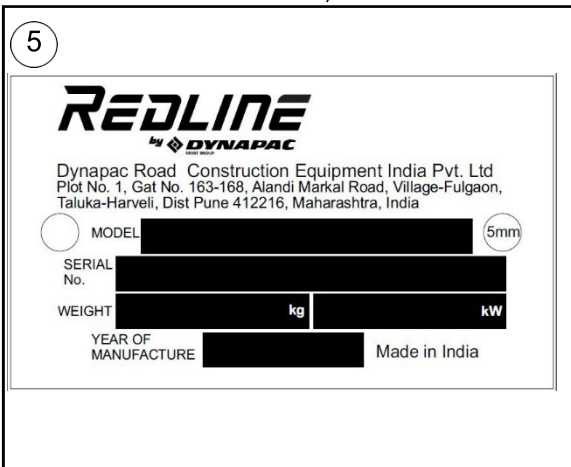 5
REDLINE
by DYNAPAC
FAYAT GROUP
Dynapac Road Construction Equipment India Pvt. Ltd
Plot No. 1, Gat No. 163-168, Alandi Markal Road, Village-Fulgaon,
Taluka-Harveli, Dist Pune 412216, Maharashtra, India
MODEL 5mm
SERIAL
No.
WEIGHT kg kW
YEAR OF
MANUFACTURE Made in India